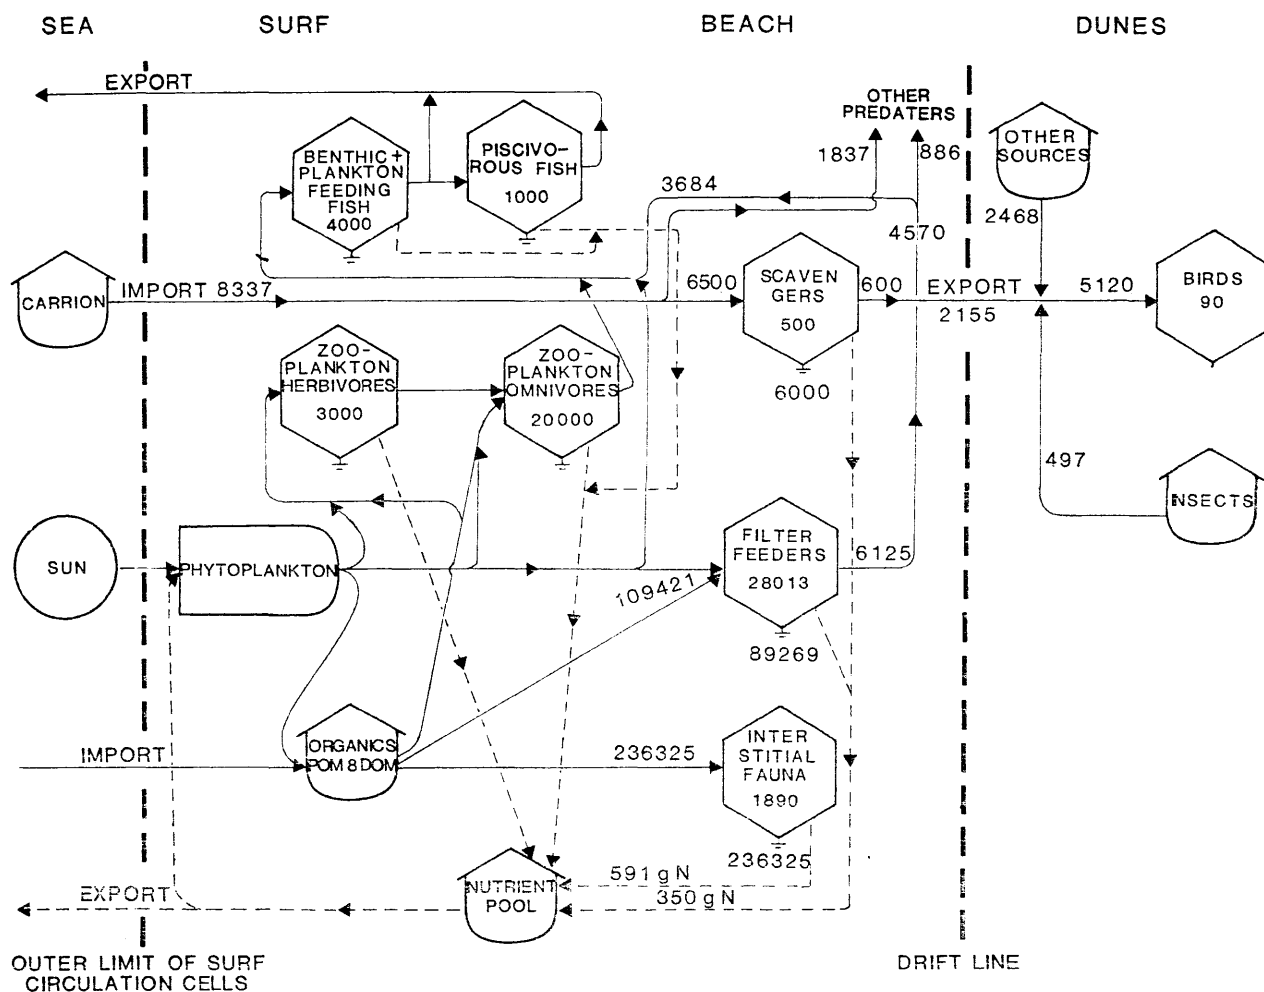 SEA
SURF
BEACH
DUNES
EXPORT
OTHER
PREDATERS
1837
886
OTHER
SOURCES
2468
BENTHIC +
PLANKTON
FEEDING
FISH
4000
PISCIVO-
ROUS FISH
1000
3684
4570
CARRION
IMPORT 8337
6500
SCAVEN
GERS
500
6000
600
EXPORT
2155
5120
BIRDS
90
ZOO-
PLANKTON
HERBIVORES
3000
ZOO-
PLANKTON
OMNIVORES
20000
497
INSECTS
SUN
PHYTOPLANKTON
109421
FILTER
FEEDERS
28013
89269
6125
IMPORT
ORGANICS
POM & DOM
236325
INTER
STITIAL
FAUNA
1890
236325
591 gN
350 gN
NUTRIENT
POOL
EXPORT
OUTER LIMIT OF SURF
CIRCULATION CELLS
DRIFT LINE